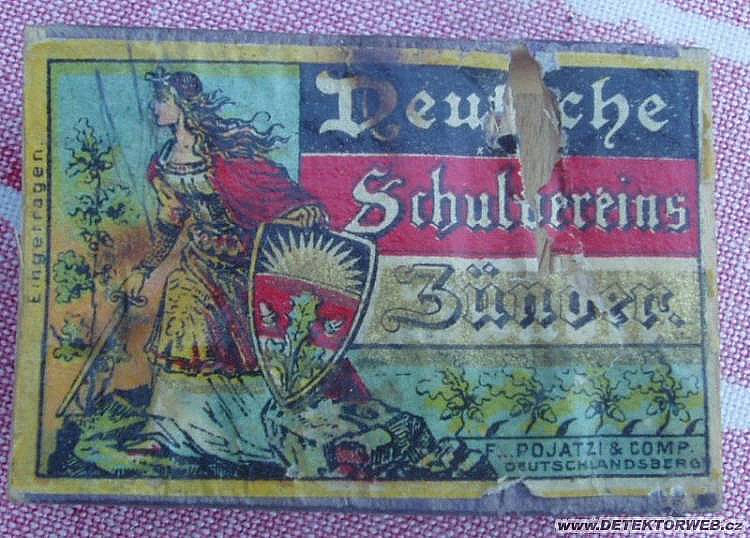 Eingetragen.
Deutsche
Schulvereins
Zünder.
F... POJATZI & COMP.
DEUTSCHLANDSBERG
www.DETEKTORWEB.cz